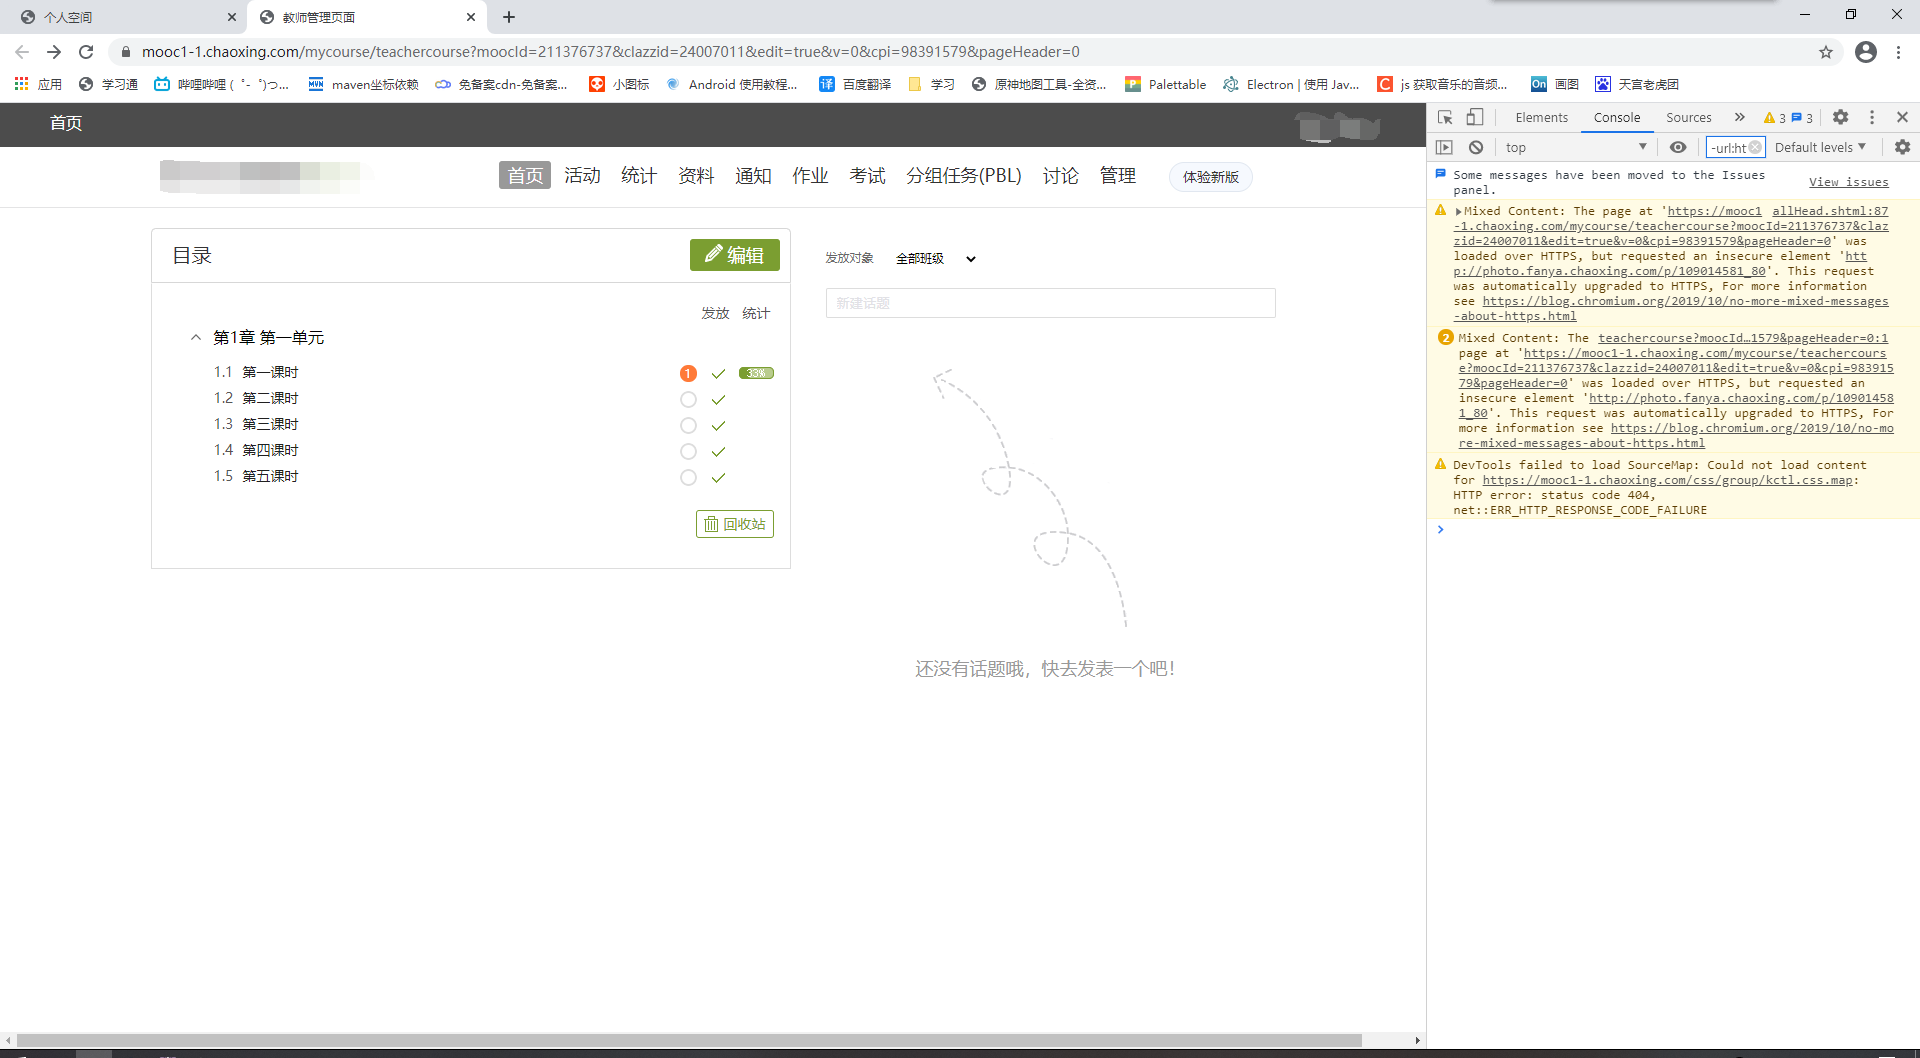 个人空间
教师管理页面
mooc1-1.chaoxing.com/mycourse/teachercourse?moocId=211376737&clazzid=24007011&edit=true&v=0&cpi=98391579&pageHeader=0
应用 学习通 哔哩哔哩 (゜-゜)つ... maven坐标依赖 免备案cdn-免备案... 小图标 Android 使用教程... 百度翻译 学习 原神地图工具-全资... Palettable Electron | 使用 Jav... js 获取音乐的音频... 画图 天宫老虎团
首页
首页 活动 统计 资料 通知 作业 考试 分组任务(PBL) 讨论 管理 体验新版
目录 编辑
发放 统计
第1章 第一单元
1.1 第一课时 1 33%
1.2 第二课时
1.3 第三课时
1.4 第四课时
1.5 第五课时
回收站
发放对象 全部班级
新建话题
还没有话题哦，快去发表一个吧！
Elements Console Sources » 3 3
top -url:ht Default levels
Some messages have been moved to the Issues View issues
panel.
Mixed Content: The page at 'https://mooc1 allHead.shtml:87
-1.chaoxing.com/mycourse/teachercourse?moocId=211376737&claz
zid=24007011&edit=true&v=0&cpi=98391579&pageHeader=0' was
loaded over HTTPS, but requested an insecure element 'htt
p://photo.fanya.chaoxing.com/p/109014581_80'. This request
was automatically upgraded to HTTPS, For more information
see https://blog.chromium.org/2019/10/no-more-mixed-messages
-about-https.html
2 Mixed Content: The teachercourse?moocId…1579&pageHeader=0:1
page at 'https://mooc1-1.chaoxing.com/mycourse/teachercours
e?moocId=211376737&clazzid=24007011&edit=true&v=0&cpi=983915
79&pageHeader=0' was loaded over HTTPS, but requested an
insecure element 'http://photo.fanya.chaoxing.com/p/10901458
1_80'. This request was automatically upgraded to HTTPS, For
more information see https://blog.chromium.org/2019/10/no-mo
re-mixed-messages-about-https.html
DevTools failed to load SourceMap: Could not load content
for https://mooc1-1.chaoxing.com/css/group/kctl.css.map:
HTTP error: status code 404,
net::ERR_HTTP_RESPONSE_CODE_FAILURE